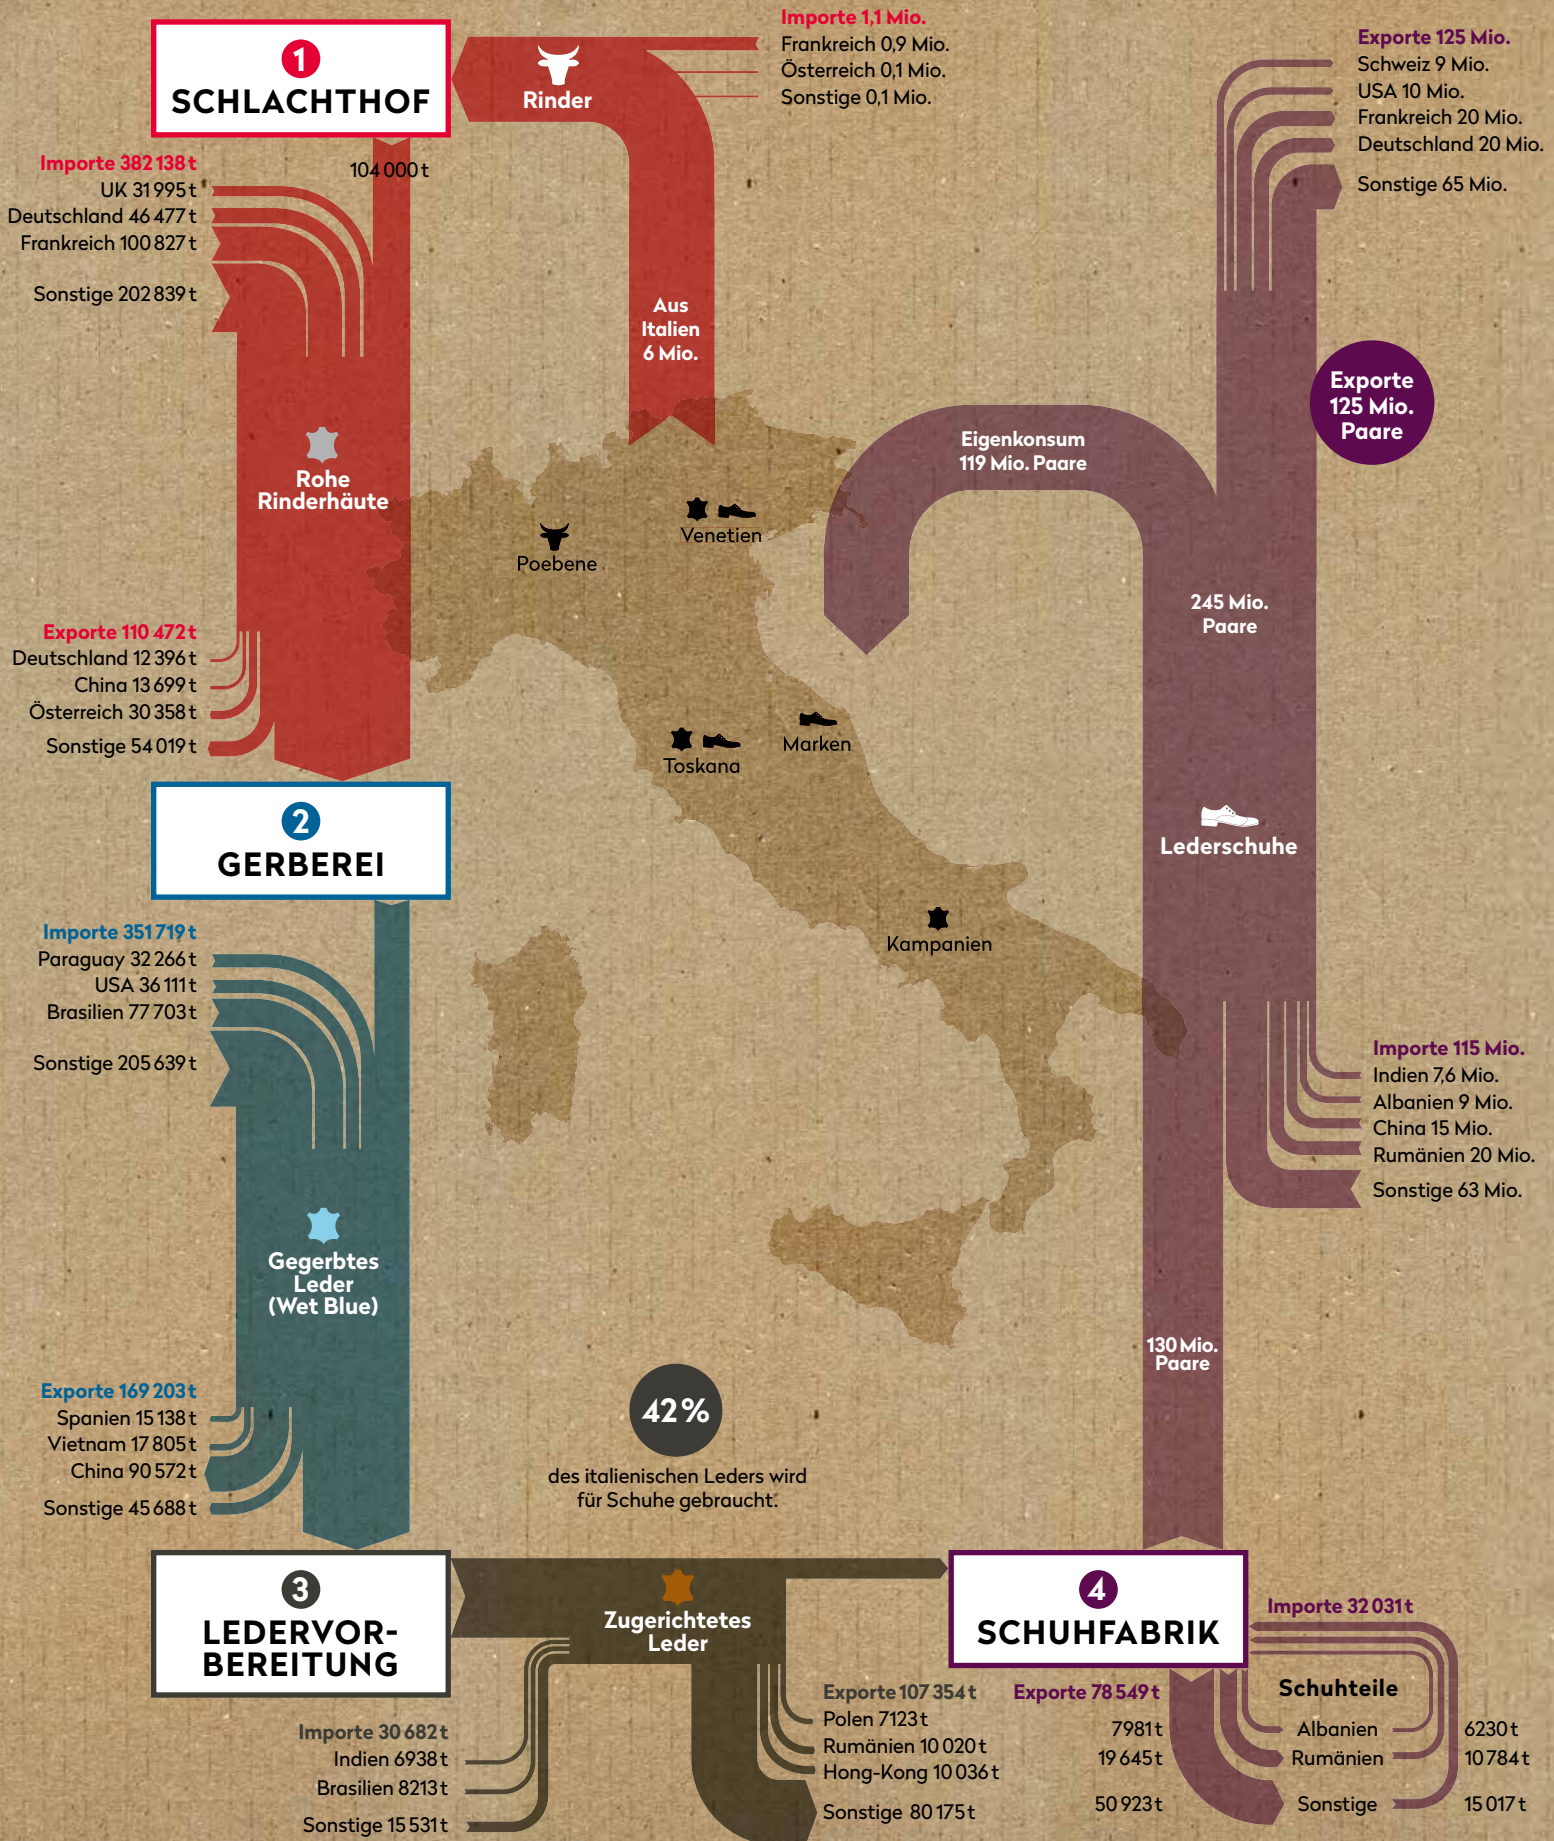 1
SCHLACHTHOF
Rinder
Importe 1,1 Mio.
Frankreich 0,9 Mio.
Österreich 0,1 Mio.
Sonstige 0,1 Mio.
Aus
Italien
6 Mio.
Importe 382 138 t
UK 31 995 t
Deutschland 46 477 t
Frankreich 100 827 t
Sonstige 202 839 t
104 000 t
Rohe
Rinderhäute
Exporte 110 472 t
Deutschland 12 396 t
China 13 699 t
Österreich 30 358 t
Sonstige 54 019 t
2
GERBEREI
Importe 351 719 t
Paraguay 32 266 t
USA 36 111 t
Brasilien 77 703 t
Sonstige 205 639 t
Gegerbtes
Leder
(Wet Blue)
Exporte 169 203 t
Spanien 15 138 t
Vietnam 17 805 t
China 90 572 t
Sonstige 45 688 t
3
LEDERVOR-
BEREITUNG
Zugerichtetes
Leder
Importe 30 682 t
Indien 6938 t
Brasilien 8213 t
Sonstige 15 531 t
Exporte 107 354 t
Polen 7123 t
Rumänien 10 020 t
Hong-Kong 10 036 t
Sonstige 80 175 t
42 %
des italienischen Leders wird
für Schuhe gebraucht.
Poebene
Venetien
Toskana
Marken
Kampanien
4
SCHUHFABRIK
Importe 32 031 t
Exporte 78 549 t
Schuhteile
7981 t Albanien 6230 t
19 645 t Rumänien 10 784 t
50 923 t Sonstige 15 017 t
130 Mio.
Paare
Importe 115 Mio.
Indien 7,6 Mio.
Albanien 9 Mio.
China 15 Mio.
Rumänien 20 Mio.
Sonstige 63 Mio.
Lederschuhe
245 Mio.
Paare
Eigenkonsum
119 Mio. Paare
Exporte
125 Mio.
Paare
Exporte 125 Mio.
Schweiz 9 Mio.
USA 10 Mio.
Frankreich 20 Mio.
Deutschland 20 Mio.
Sonstige 65 Mio.